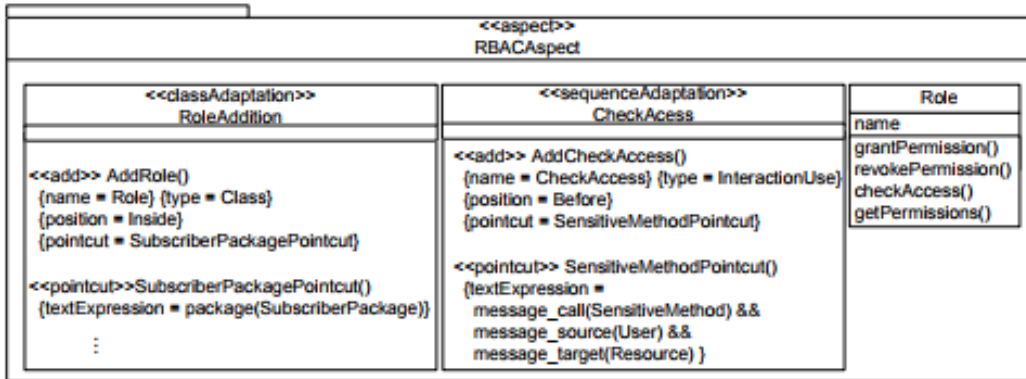 <<aspect>>
RBACAspect
<<classAdaptation>>
RoleAddition
<<add>> AddRole()
{name = Role} {type = Class}
{position = Inside}
{pointcut = SubscriberPackagePointcut}
<<pointcut>>SubscriberPackagePointcut()
{textExpression = package(SubscriberPackage)}
⋮
<<sequenceAdaptation>>
CheckAcess
<<add>> AddCheckAccess()
{name = CheckAccess} {type = InteractionUse}
{position = Before}
{pointcut = SensitiveMethodPointcut}
<<pointcut>> SensitiveMethodPointcut()
{textExpression =
message_call(SensitiveMethod) &&
message_source(User) &&
message_target(Resource) }
Role
name
grantPermission()
revokePermission()
checkAccess()
getPermissions()